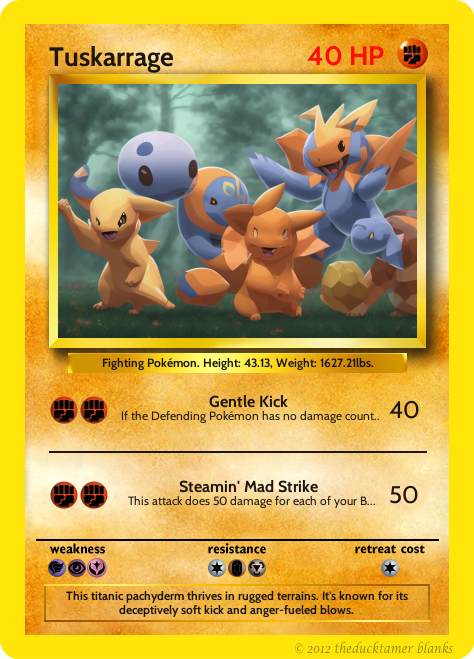 Tuskarrage 40 HP
Fighting Pokémon. Height: 43.13, Weight: 1627.21lbs.
Gentle Kick
If the Defending Pokémon has no damage count.. 40
Steamin' Mad Strike
This attack does 50 damage for each of your B... 50
weakness resistance retreat cost
This titanic pachyderm thrives in rugged terrains. It's known for its
deceptively soft kick and anger-fueled blows.
© 2012 theducktamer blanks